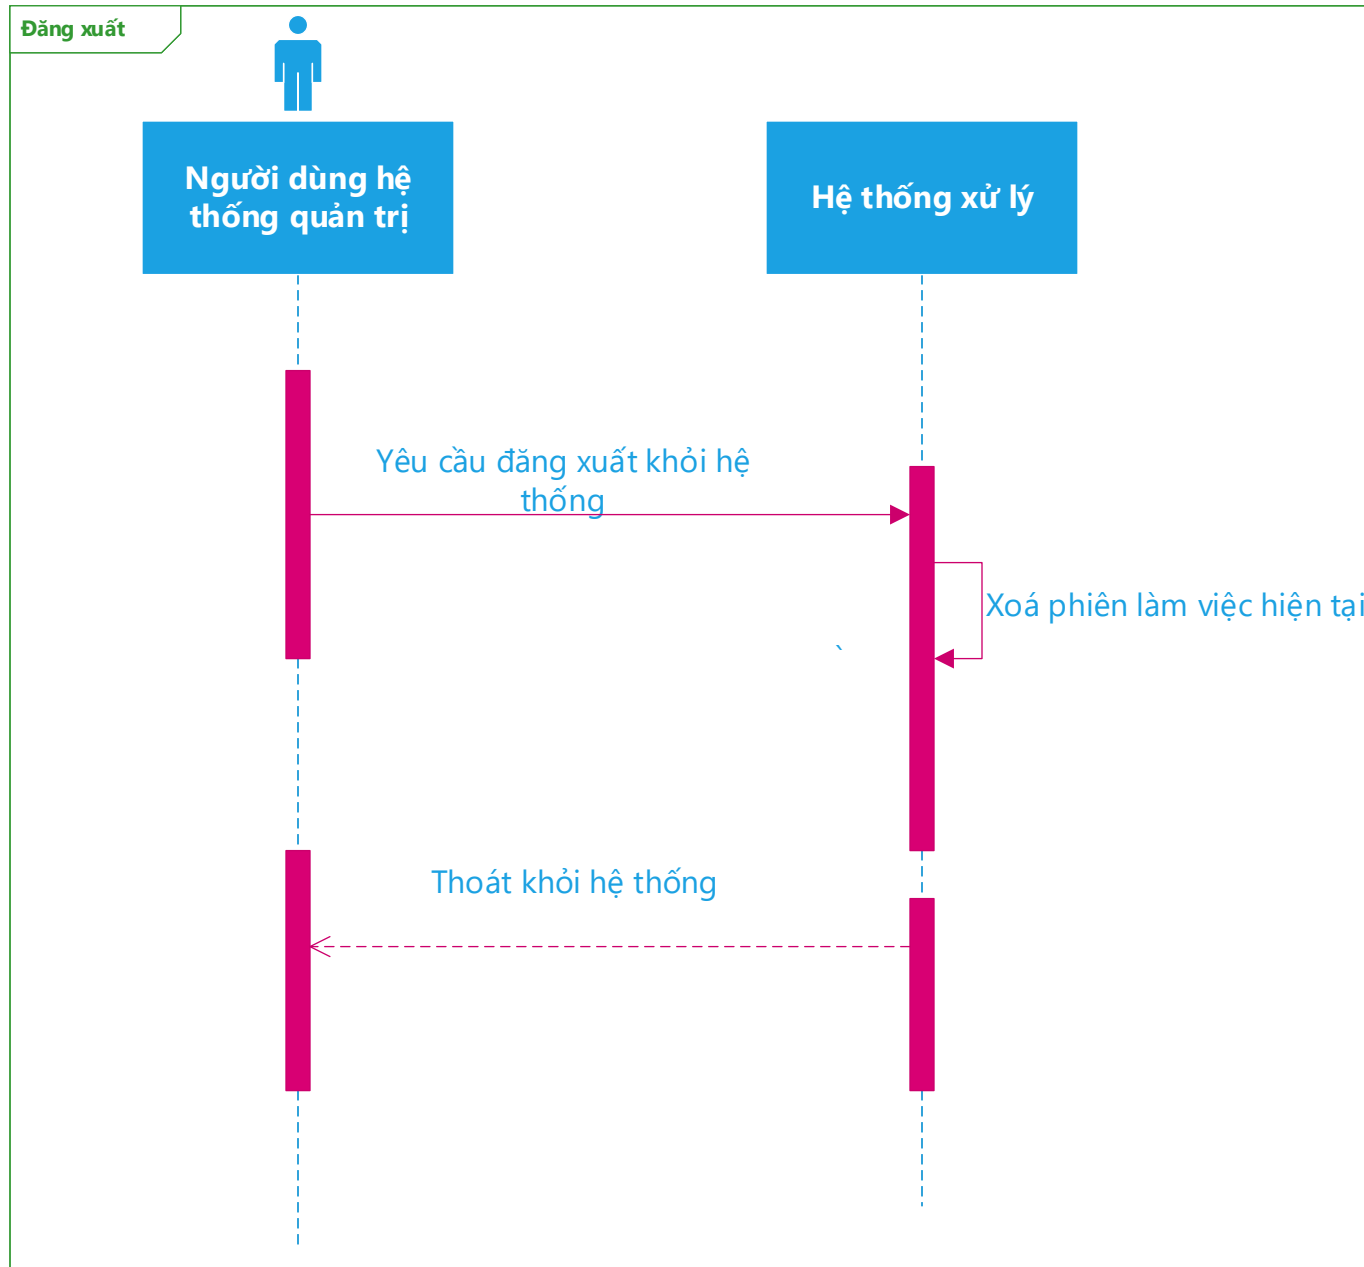 Đăng xuất
Người dùng hệ
thống quản trị
Hệ thống xử lý
Yêu cầu đăng xuất khỏi hệ
thống
Xoá phiên làm việc hiện tại
`
Thoát khỏi hệ thống